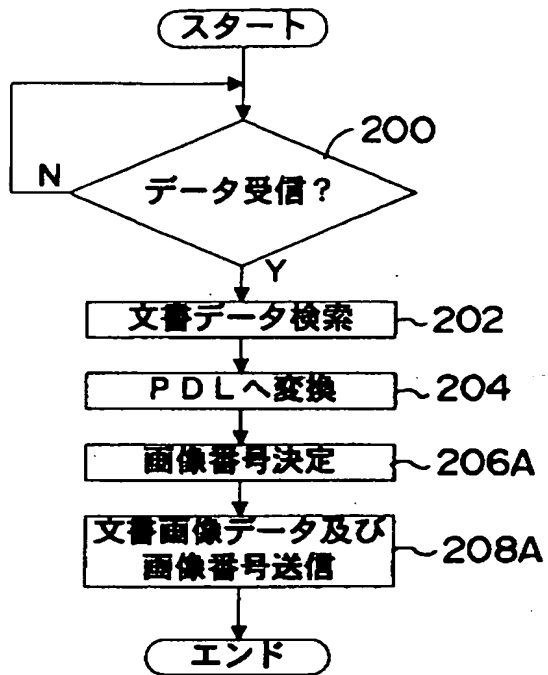 スタート
200
N
データ受信？
Y
文書データ検索
202
ＰＤＬへ変換
204
画像番号決定
206A
文書画像データ及び
画像番号送信
208A
エンド